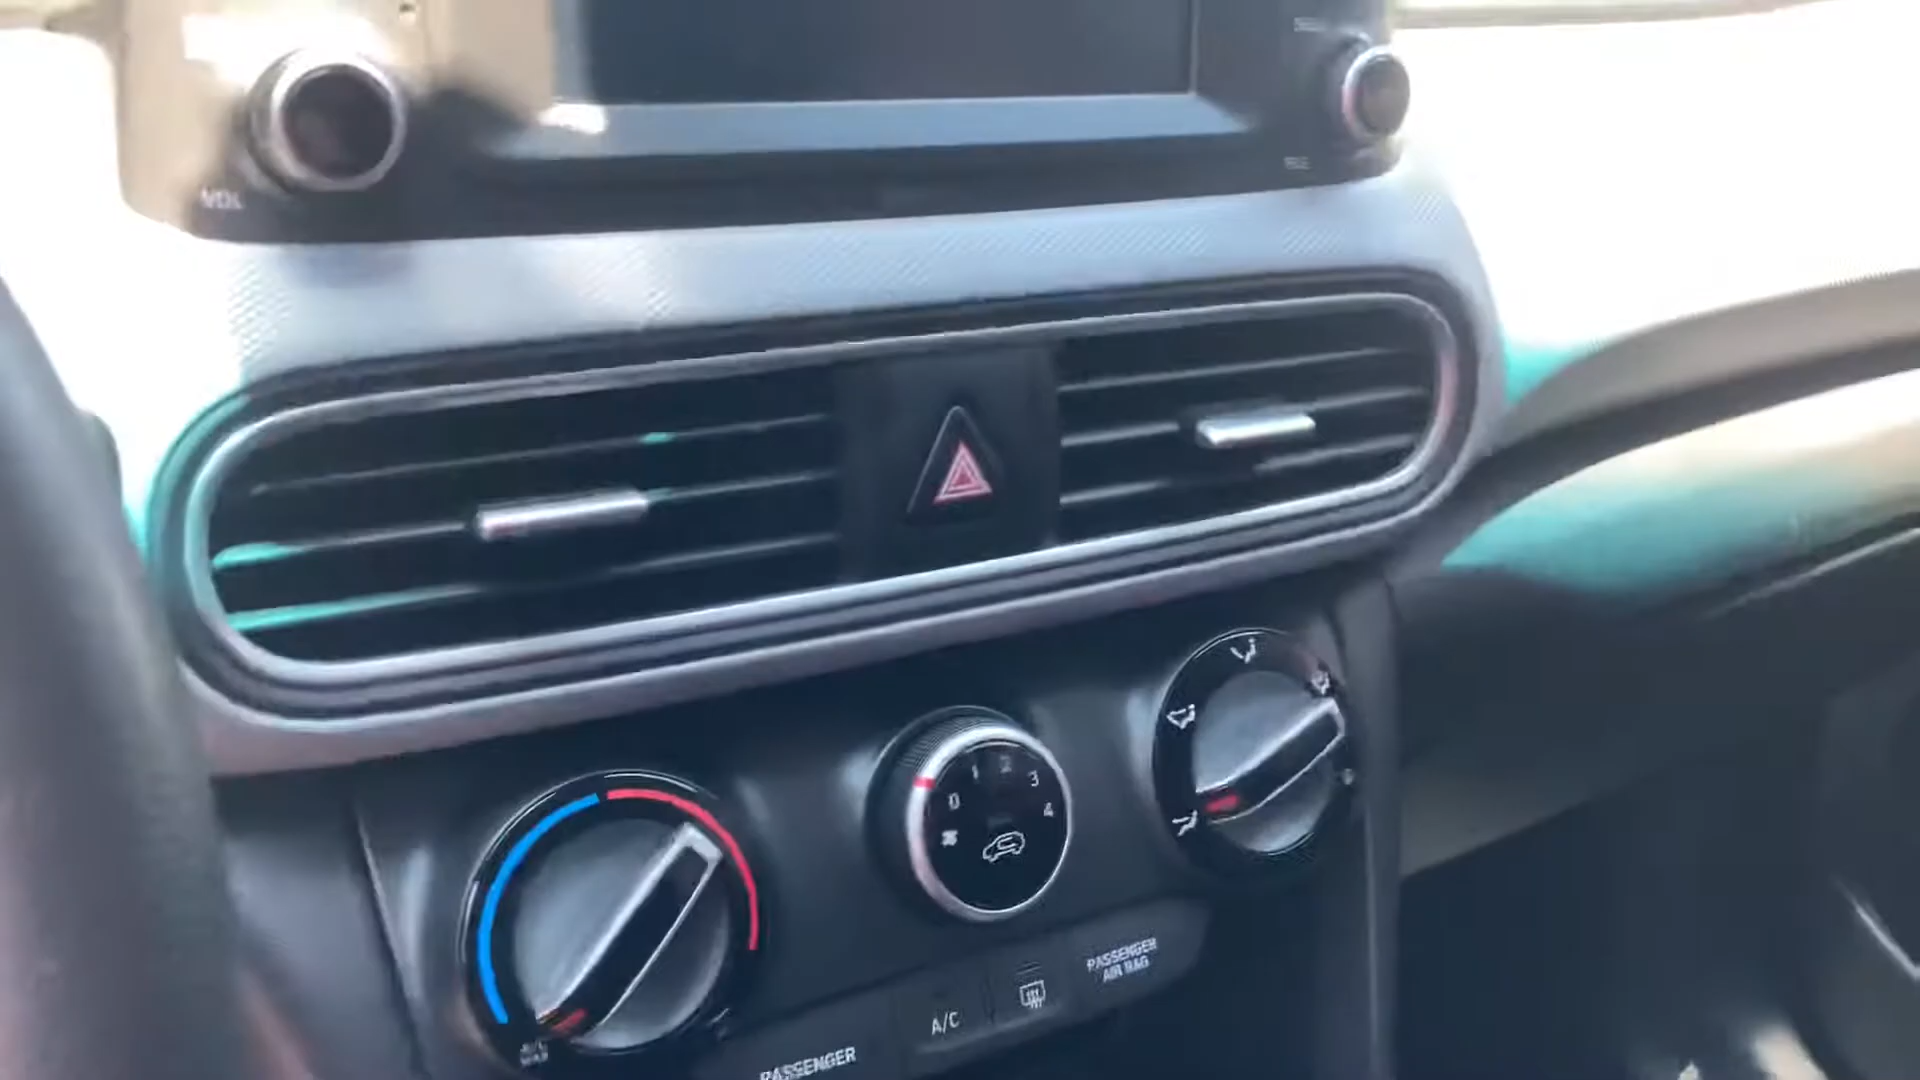 VOL
1 2 3
0 4
PASSENGER
AIR BAG
A/C
PASSENGER